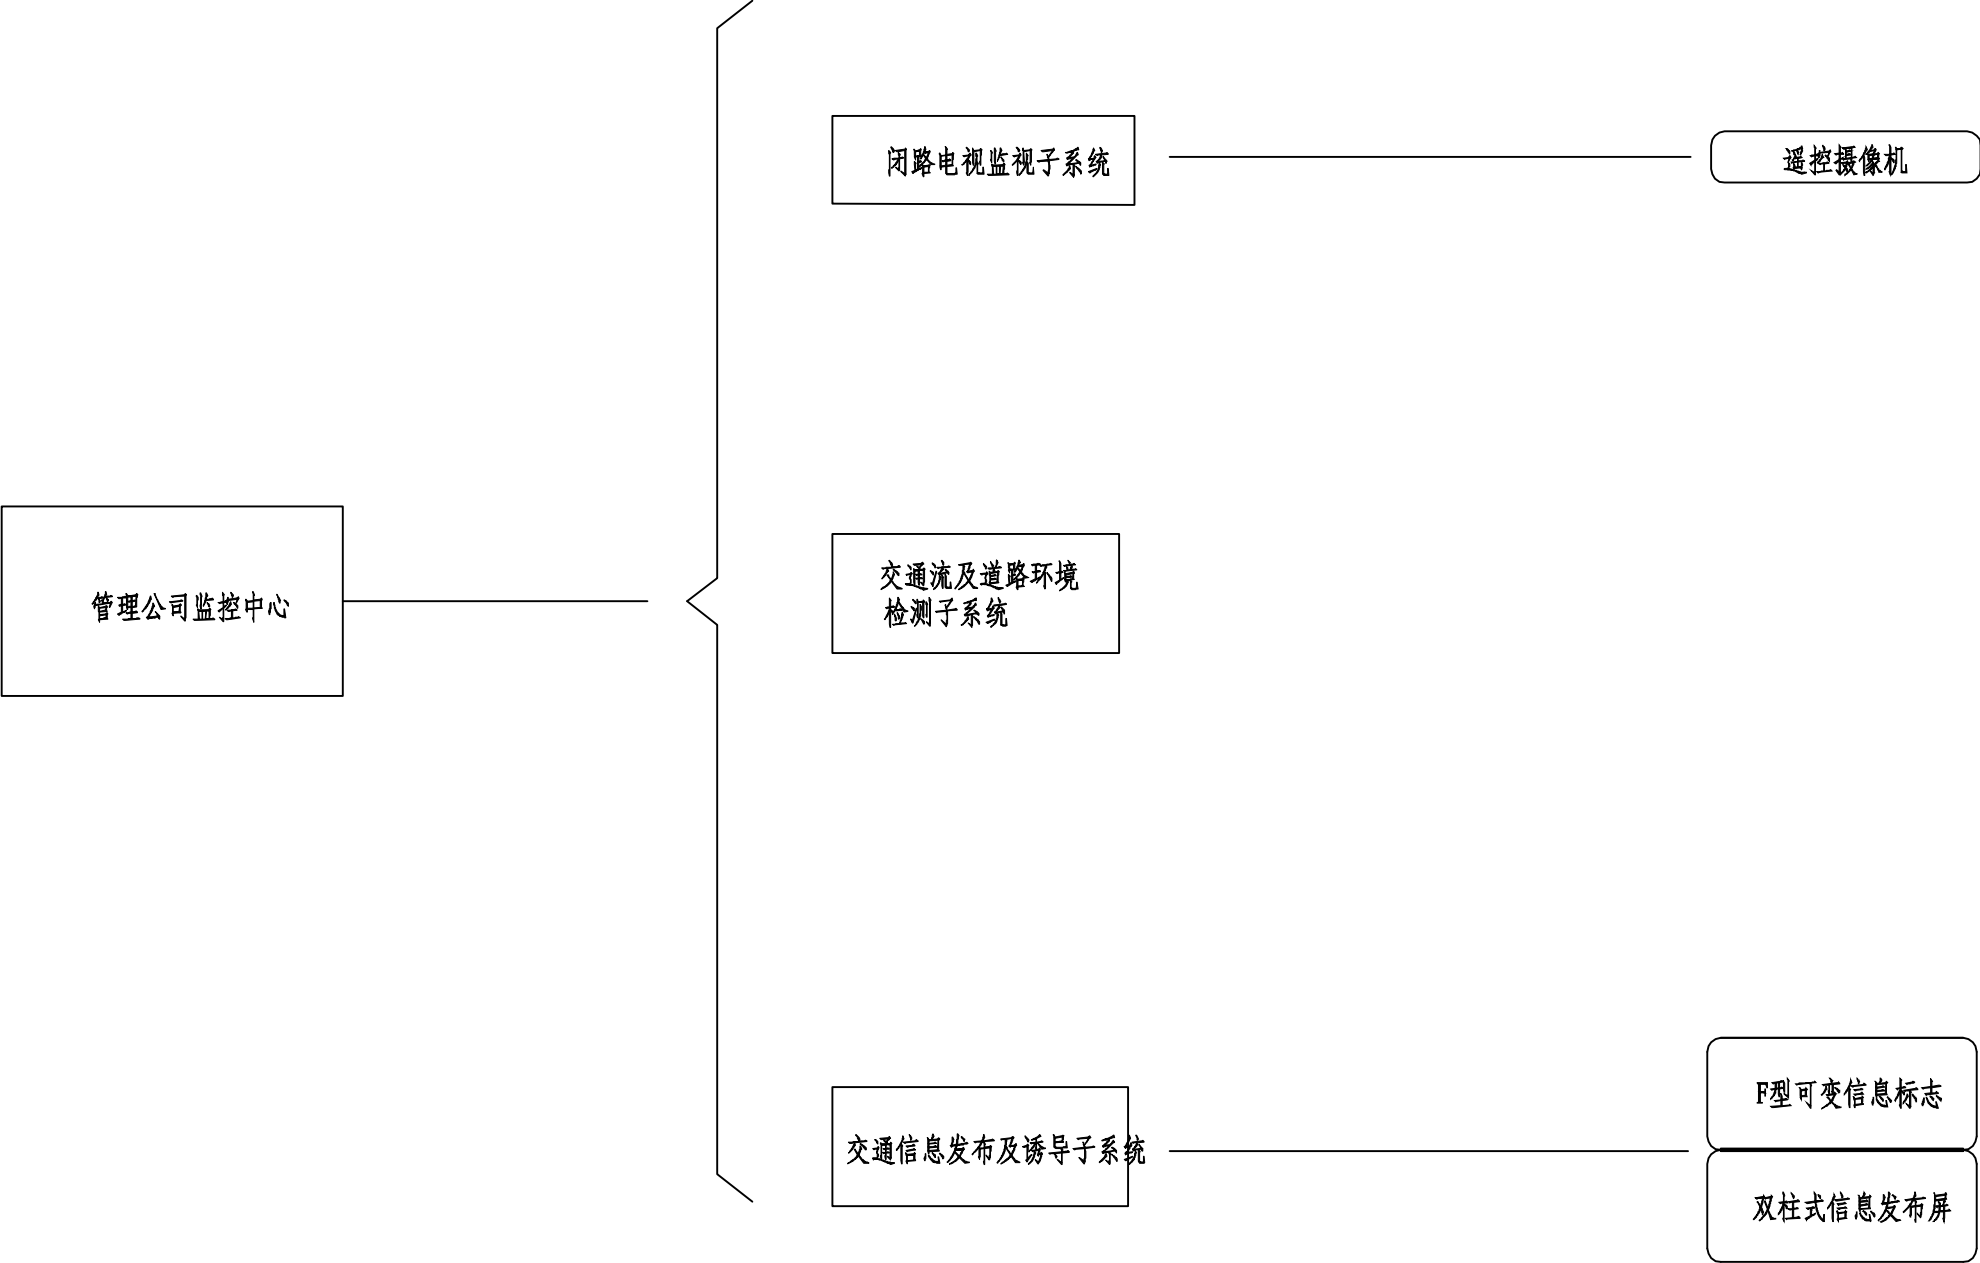 闭路电视监视子系统
遥控摄像机
管理公司监控中心
交通流及道路环境
检测子系统
交通信息发布及诱导子系统
F型可变信息标志
双柱式信息发布屏